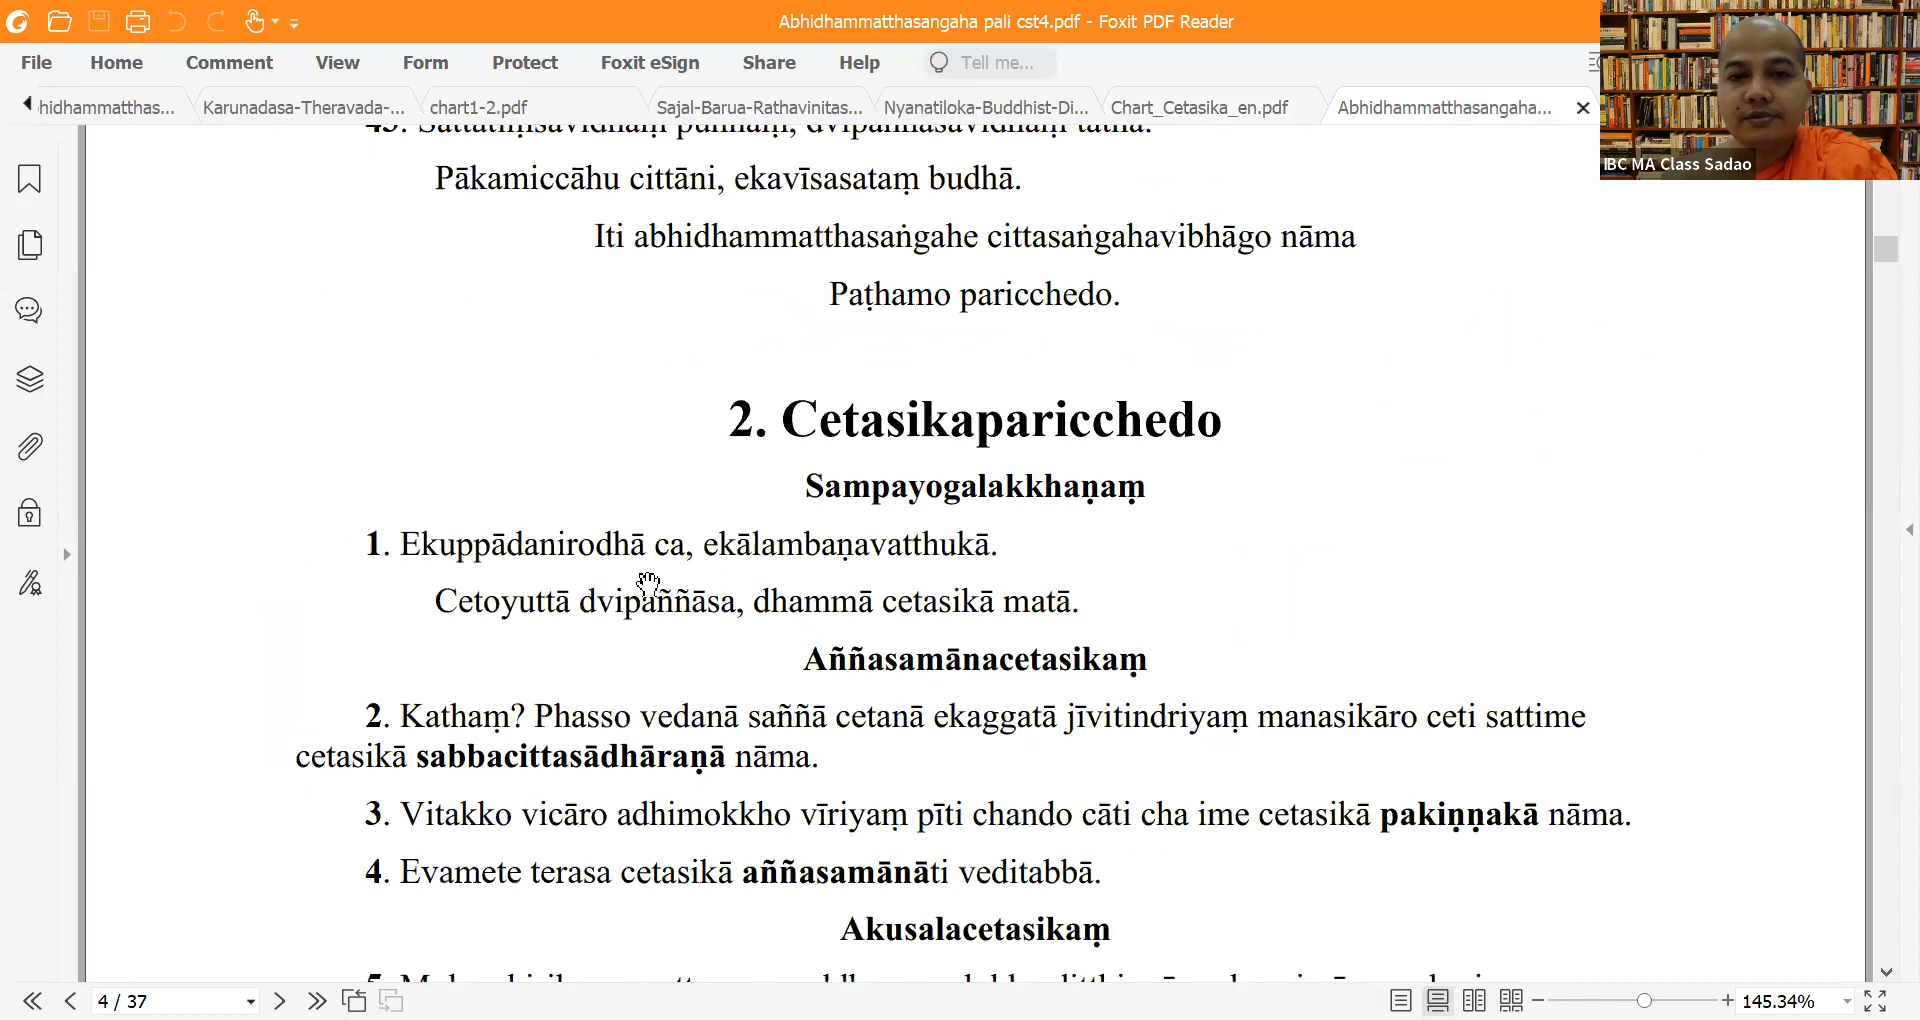 Abhidhammatthasangaha pali cst4.pdf - Foxit PDF Reader
File Home Comment View Form Protect Foxit eSign Share Help Tell me...
hidhammatthas... Karunadasa-Theravada-... chart1-2.pdf Sajal-Barua-Rathavinitas... Nyanatiloka-Buddhist-Di... Chart_Cetasika_en.pdf Abhidhammatthasangaha...
IBC MA Class Sadao
Pākamiccāhu cittāni, ekavīsasataṃ budhā.
Iti abhidhammatthasaṅgahe cittasaṅgahavibhāgo nāma
Paṭhamo paricchedo.
2. Cetasikaparicchedo
Sampayogalakkhaṇaṃ
1. Ekuppādanirodhā ca, ekālambaṇavatthukā.
Cetoyuttā dvipaññāsa, dhammā cetasikā matā.
Aññasamānacetasikaṃ
2. Kathaṃ? Phasso vedanā saññā cetanā ekaggatā jīvitindriyaṃ manasikāro ceti sattime
cetasikā sabbacittasādhāraṇā nāma.
3. Vitakko vicāro adhimokkho vīriyaṃ pīti chando cāti cha ime cetasikā pakiṇṇakā nāma.
4. Evamete terasa cetasikā aññasamānāti veditabbā.
Akusalacetasikaṃ
4 / 37
145.34%